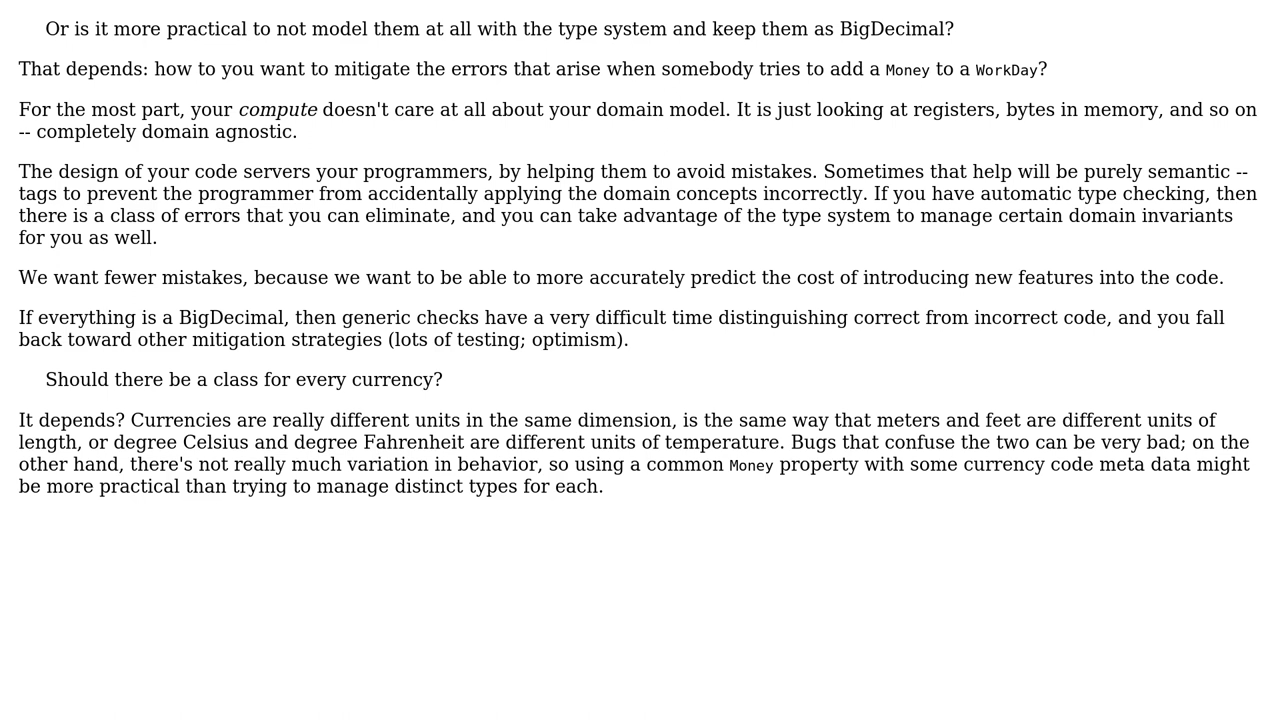 Or is it more practical to not model them at all with the type system and keep them as BigDecimal?
That depends: how to you want to mitigate the errors that arise when somebody tries to add a Money to a WorkDay?
For the most part, your compute doesn't care at all about your domain model. It is just looking at registers, bytes in memory, and so on
-- completely domain agnostic.
The design of your code servers your programmers, by helping them to avoid mistakes. Sometimes that help will be purely semantic --
tags to prevent the programmer from accidentally applying the domain concepts incorrectly. If you have automatic type checking, then
there is a class of errors that you can eliminate, and you can take advantage of the type system to manage certain domain invariants
for you as well.
We want fewer mistakes, because we want to be able to more accurately predict the cost of introducing new features into the code.
If everything is a BigDecimal, then generic checks have a very difficult time distinguishing correct from incorrect code, and you fall
back toward other mitigation strategies (lots of testing; optimism).
Should there be a class for every currency?
It depends? Currencies are really different units in the same dimension, is the same way that meters and feet are different units of
length, or degree Celsius and degree Fahrenheit are different units of temperature. Bugs that confuse the two can be very bad; on the
other hand, there's not really much variation in behavior, so using a common Money property with some currency code meta data might
be more practical than trying to manage distinct types for each.